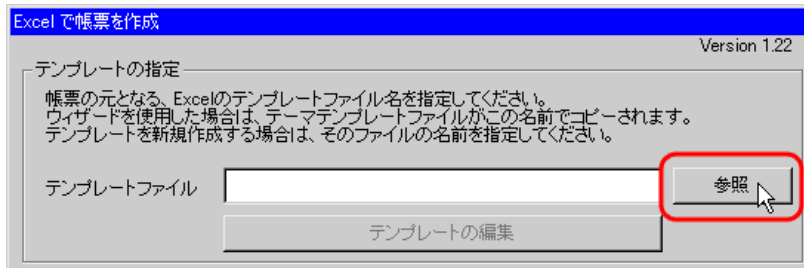 Excel で帳票を作成
Version 1.22
テンプレートの指定
帳票の元となる、Excelのテンプレートファイル名を指定してください。
ウィザードを使用した場合は、テーマテンプレートファイルがこの名前でコピーされます。
テンプレートを新規作成する場合は、そのファイルの名前を指定してください。
テンプレートファイル
参照
テンプレートの編集